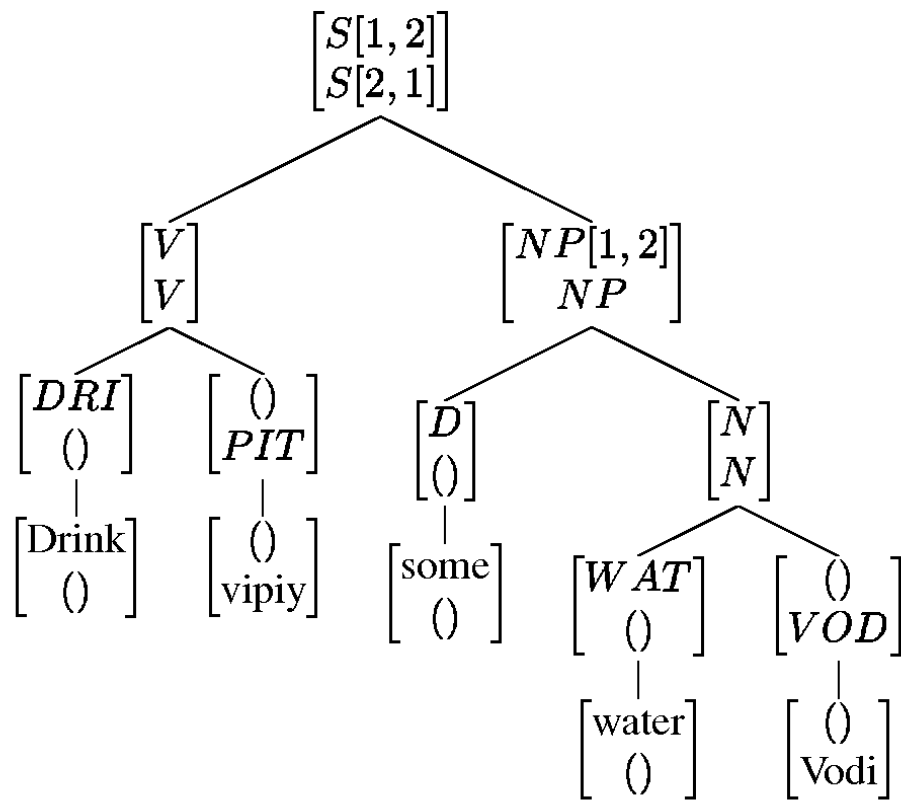 S[1, 2]
S[2, 1]
V
V
NP[1, 2]
NP
DRI
()
()
PIT
D
()
N
N
Drink
()
()
vipiy
some
()
WAT
()
()
VOD
water
()
()
Vodi